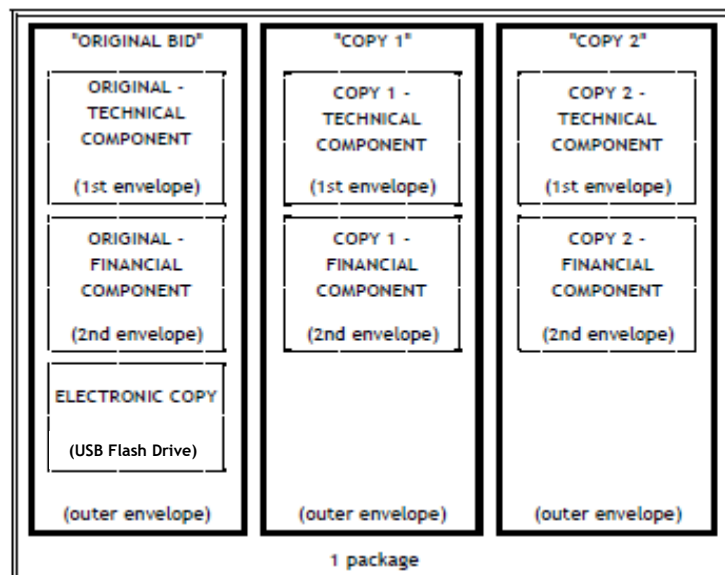 "ORIGINAL BID"
ORIGINAL -
TECHNICAL
COMPONENT
(1st envelope)
ORIGINAL -
FINANCIAL
COMPONENT
(2nd envelope)
ELECTRONIC COPY
(USB Flash Drive)
(outer envelope)
"COPY 1"
COPY 1 -
TECHNICAL
COMPONENT
(1st envelope)
COPY 1 -
FINANCIAL
COMPONENT
(2nd envelope)
(outer envelope)
"COPY 2"
COPY 2 -
TECHNICAL
COMPONENT
(1st envelope)
COPY 2 -
FINANCIAL
COMPONENT
(2nd envelope)
(outer envelope)
1 package